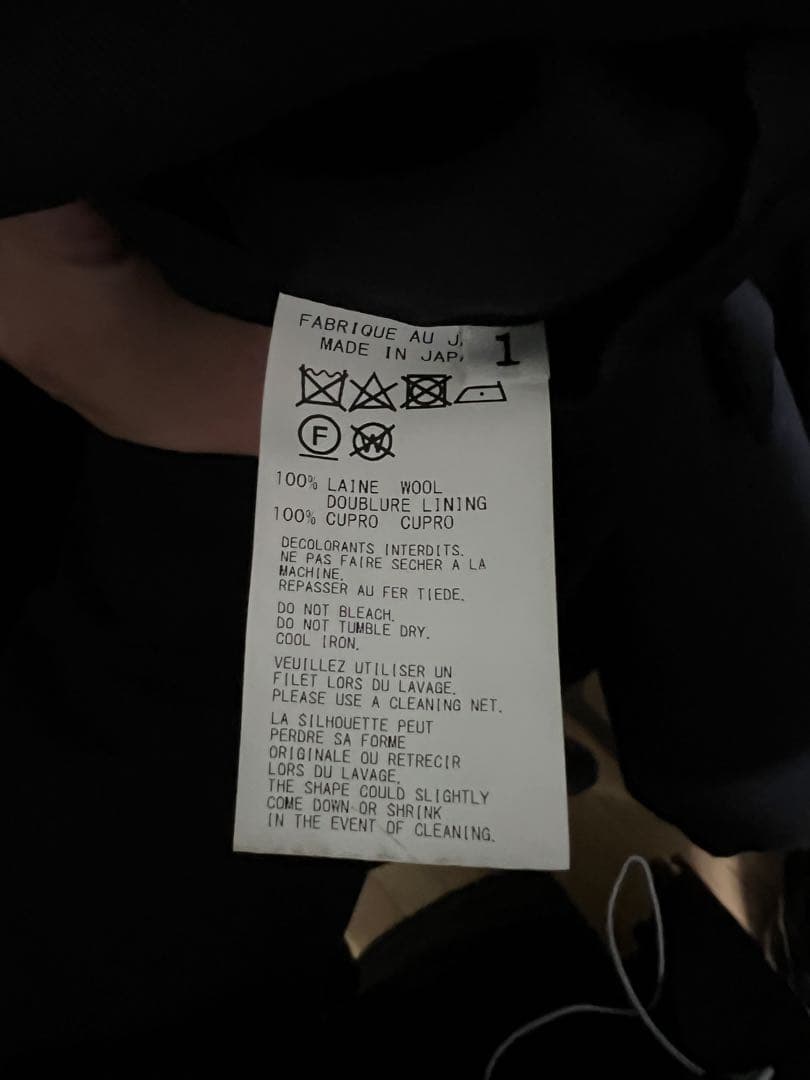 FABRIQUE AU J
MADE IN JAP
1
F
W
100% LAINE WOOL
DOUBLURE LINING
100% CUPRO CUPRO
DECOLORANTS INTERDITS.
NE PAS FAIRE SECHER A LA
MACHINE.
REPASSER AU FER TIEDE.
DO NOT BLEACH.
DO NOT TUMBLE DRY.
COOL IRON.
VEUILLEZ UTILISER UN
FILET LORS DU LAVAGE.
PLEASE USE A CLEANING NET.
LA SILHOUETTE PEUT
PERDRE SA FORME
ORIGINALE OU RETRECIR
LORS DU LAVAGE.
THE SHAPE COULD SLIGHTLY
COME DOWN OR SHRINK
IN THE EVENT OF CLEANING.